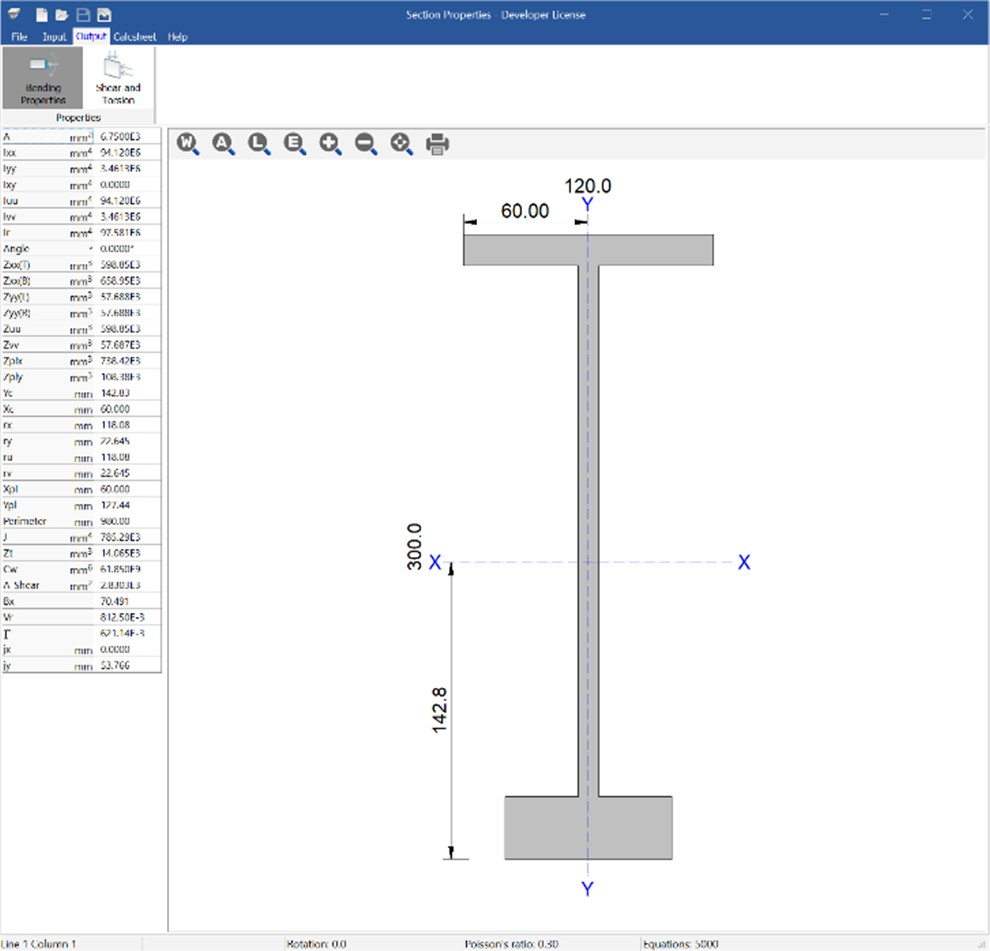 Section Properties - Developer License
File Input Output Calcsheet Help
Bending Properties
Shear and Torsion
Properties
A mm² 6.7500E3
Ixx mm⁴ 94.120E6
Iyy mm⁴ 3.4613E6
Ixy mm⁴ 0.0000
Iuu mm⁴ 94.120E6
Ivv mm⁴ 3.4613E6
Ir mm⁴ 97.581E6
Angle ° 0.0000°
Zxx(T) mm³ 598.85E3
Zxx(B) mm³ 658.95E3
Zyy(L) mm³ 57.688E3
Zyy(R) mm³ 57.688E3
Zuu mm³ 598.85E3
Zvv mm³ 57.687E3
Zplx mm³ 738.42E3
Zply mm³ 108.38E3
Yc mm 142.83
Xc mm 60.000
rx mm 118.08
ry mm 22.645
ru mm 118.08
rv mm 22.645
Xpl mm 60.000
Ypl mm 127.44
Perimeter mm 980.00
J mm⁴ 785.29E3
Zt mm³ 14.065E3
Cw mm⁶ 61.850E9
A Shear mm² 2.8303E3
Bx 70.491
Vr 812.50E-3
Γ 621.14E-3
jx mm 0.0000
jy mm 53.766
W A L E
120.0
Y
60.00
300.0
X X
142.8
Y
Line 1 Column 1 Rotation: 0.0 Poisson's ratio: 0.30 Equations: 5000